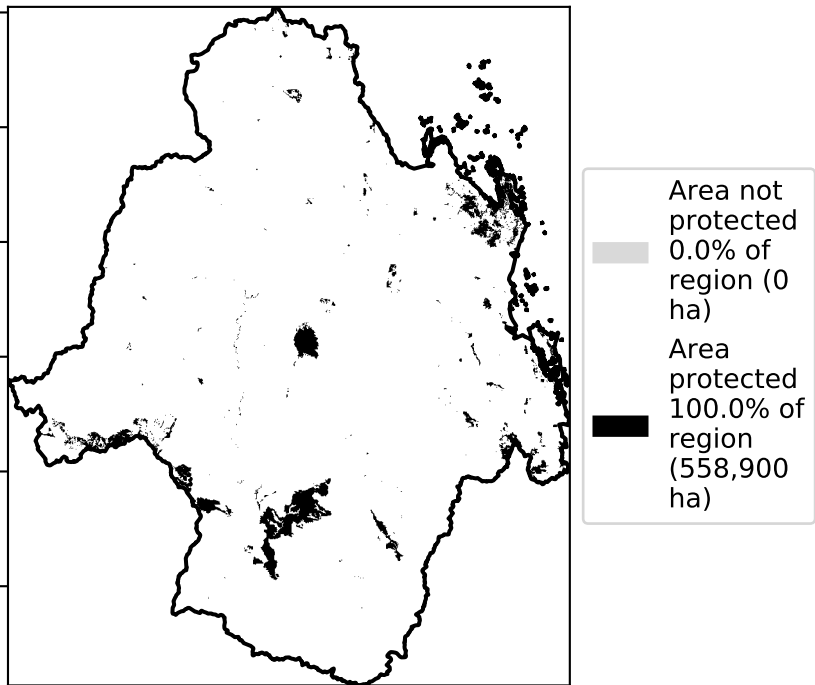 Area not
protected
0.0% of
region (0
ha)
Area
protected
100.0% of
region
(558,900
ha)